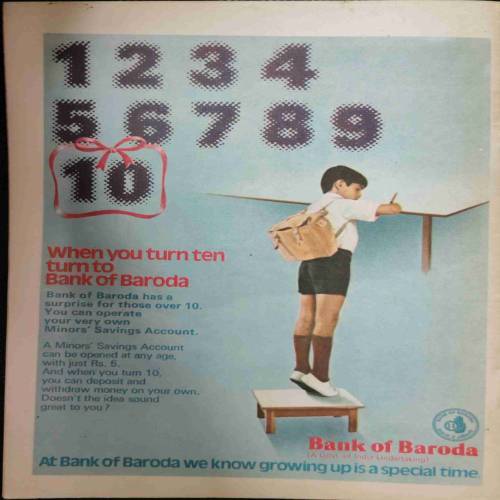 1 2 3 4
5 6 7 8 9
10
When you turn ten
turn to
Bank of Baroda
Bank of Baroda has a
surprise for those over 10.
You can operate
your very own
Minors' Savings Account.
A Minors' Savings Account
can be opened at any age,
with just Rs. 5.
And when you turn 10,
you can deposit and
withdraw money on your own.
Doesn't the idea sound
great to you?
Bank of Baroda
(A Govt. of India Undertaking)
At Bank of Baroda we know growing up is a special time.